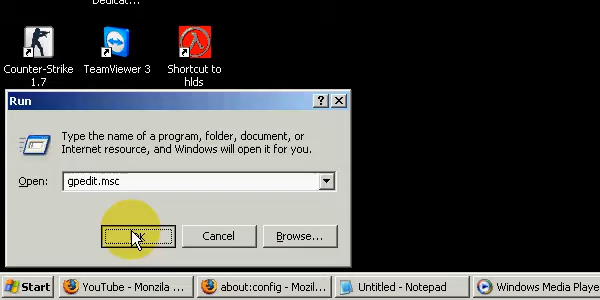 Dedicat...
Counter-Strike
1.7
TeamViewer 3
Shortcut to
hlds
Run
Type the name of a program, folder, document, or
Internet resource, and Windows will open it for you.
Open: gpedit.msc
Cancel
Browse...
Start
YouTube - Monzila ...
about:config - Mozil...
Untitled - Notepad
Windows Media Player